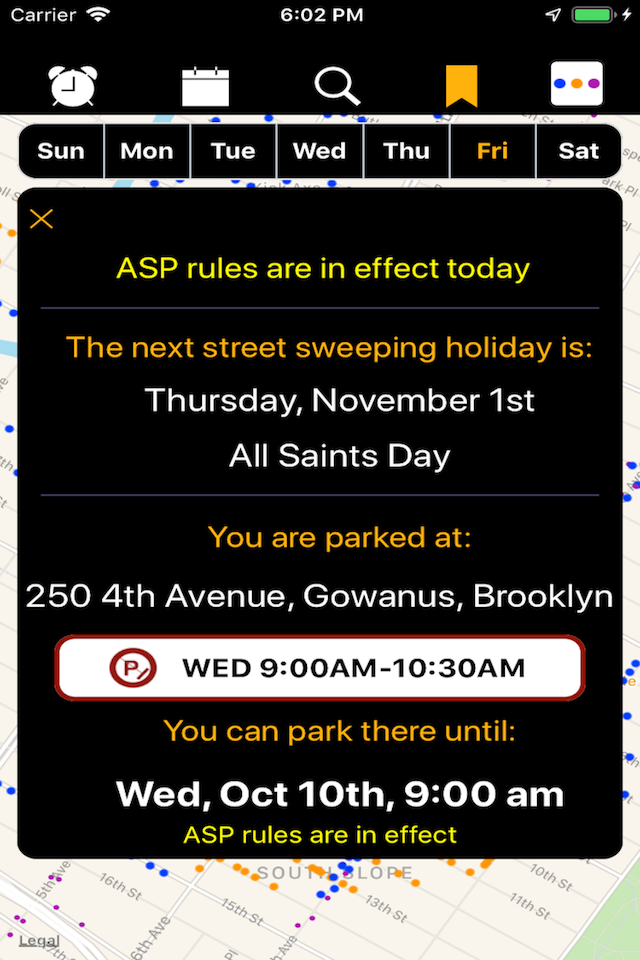 Carrier 6:02 PM
Sun Mon Tue Wed Thu Fri Sat
ASP rules are in effect today
The next street sweeping holiday is:
Thursday, November 1st
All Saints Day
You are parked at:
250 4th Avenue, Gowanus, Brooklyn
P WED 9:00AM-10:30AM
You can park there until:
Wed, Oct 10th, 9:00 am
ASP rules are in effect
SOUTH SLOPE
5th Ave
16th St
10th St
15th St
13th St
11th St
6th Ave
Legal